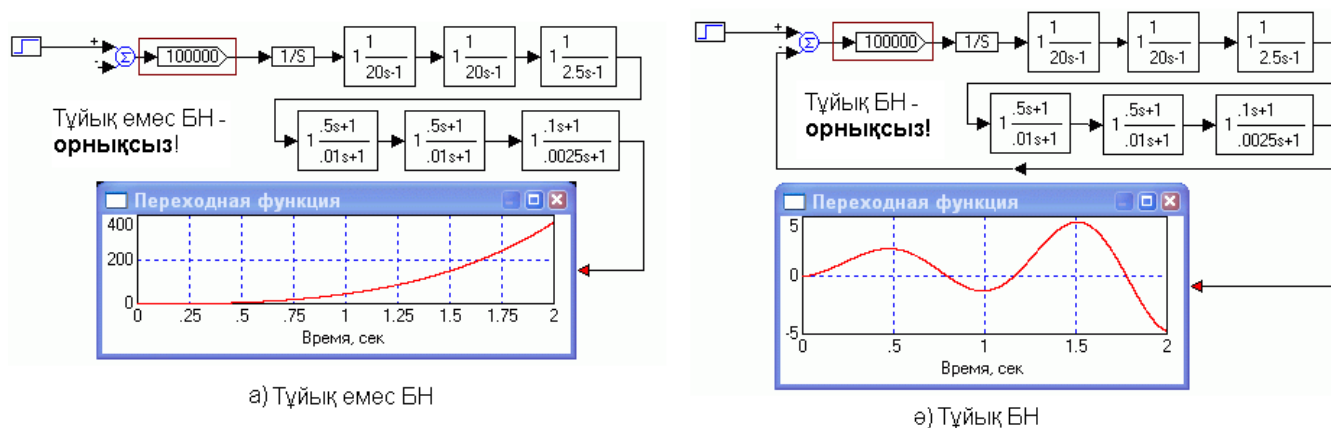 +
-
Σ
100000
1/S
1 1
20s-1
1 1
20s-1
1 1
2.5s-1
Тұйық емес БН -
орнықсыз!
1 .5s+1
.01s+1
1 .5s+1
.01s+1
1 .1s+1
.0025s+1
Переходная функция
400
200
0
0 .25 .5 .75 1 1.25 1.5 1.75 2
Время, сек
а) Тұйық емес БН
+
-
Σ
100000
1/S
1 1
20s-1
1 1
20s-1
1 1
2.5s-1
Тұйық БН -
орнықсыз!
1 .5s+1
.01s+1
1 .5s+1
.01s+1
1 .1s+1
.0025s+1
Переходная функция
5
0
-5
0 .5 1 1.5 2
Время, сек
ә) Тұйық БН